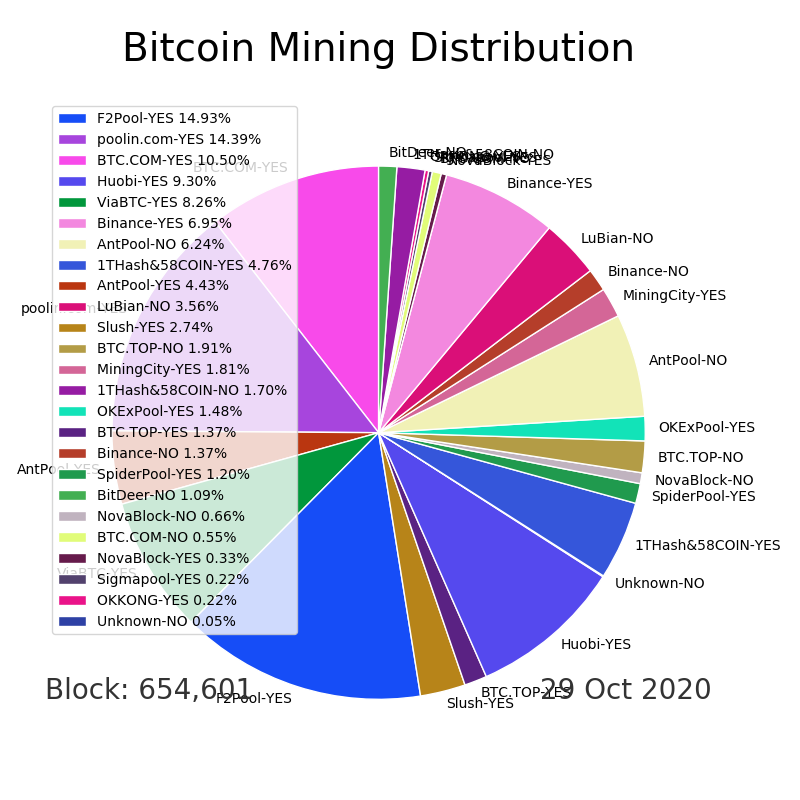 Bitcoin Mining Distribution
F2Pool-YES 14.93%
poolin.com-YES 14.39%
BTC.COM-YES 10.50%
Huobi-YES 9.30%
ViaBTC-YES 8.26%
Binance-YES 6.95%
AntPool-NO 6.24%
1THash&58COIN-YES 4.76%
AntPool-YES 4.43%
LuBian-NO 3.56%
Slush-YES 2.74%
BTC.TOP-NO 1.91%
MiningCity-YES 1.81%
1THash&58COIN-NO 1.70%
OKExPool-YES 1.48%
BTC.TOP-YES 1.37%
Binance-NO 1.37%
SpiderPool-YES 1.20%
BitDeer-NO 1.09%
NovaBlock-NO 0.66%
BTC.COM-NO 0.55%
NovaBlock-YES 0.33%
Sigmapool-YES 0.22%
OKKONG-YES 0.22%
Unknown-NO 0.05%
BTC.COM-YES
AntPool-YES
ViaBTC-YES
BitDeer-NO
1THash&58COIN-NO
NovaBlock-YES
Binance-YES
LuBian-NO
Binance-NO
MiningCity-YES
AntPool-NO
OKExPool-YES
BTC.TOP-NO
NovaBlock-NO
SpiderPool-YES
1THash&58COIN-YES
Unknown-NO
Huobi-YES
BTC.TOP-YES
Slush-YES
F2Pool-YES
Block: 654,601
29 Oct 2020